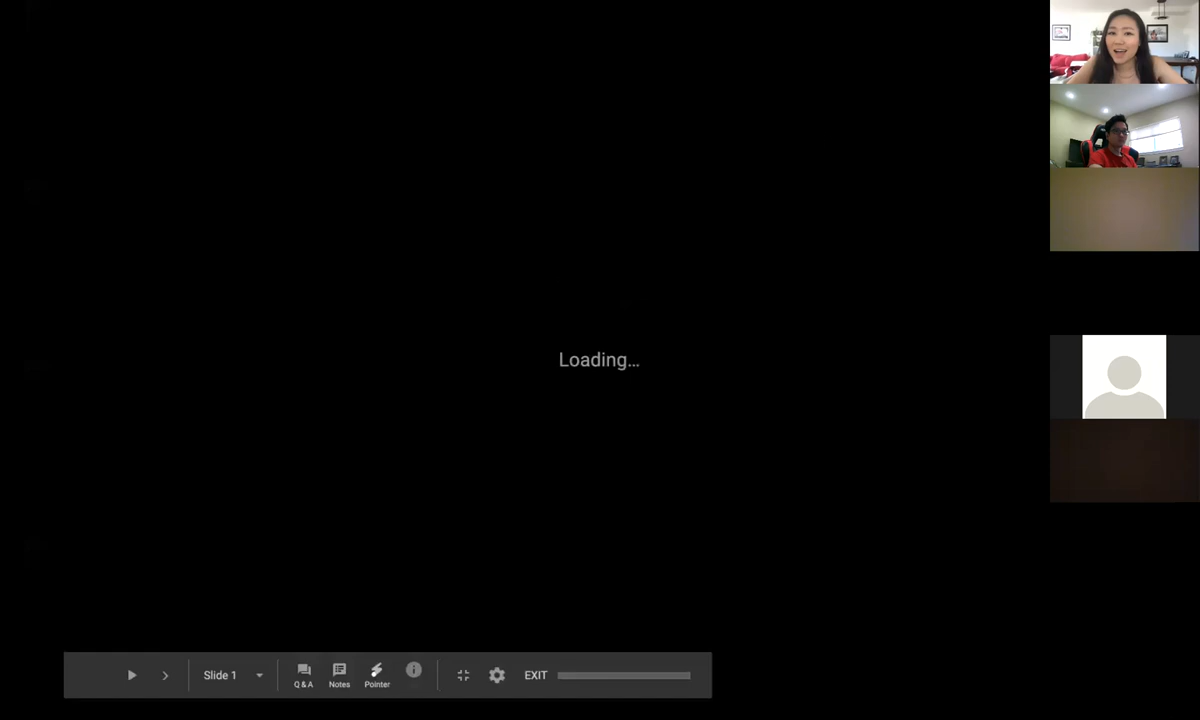 Loading...
Slide 1
Q & A
Notes
Pointer
EXIT